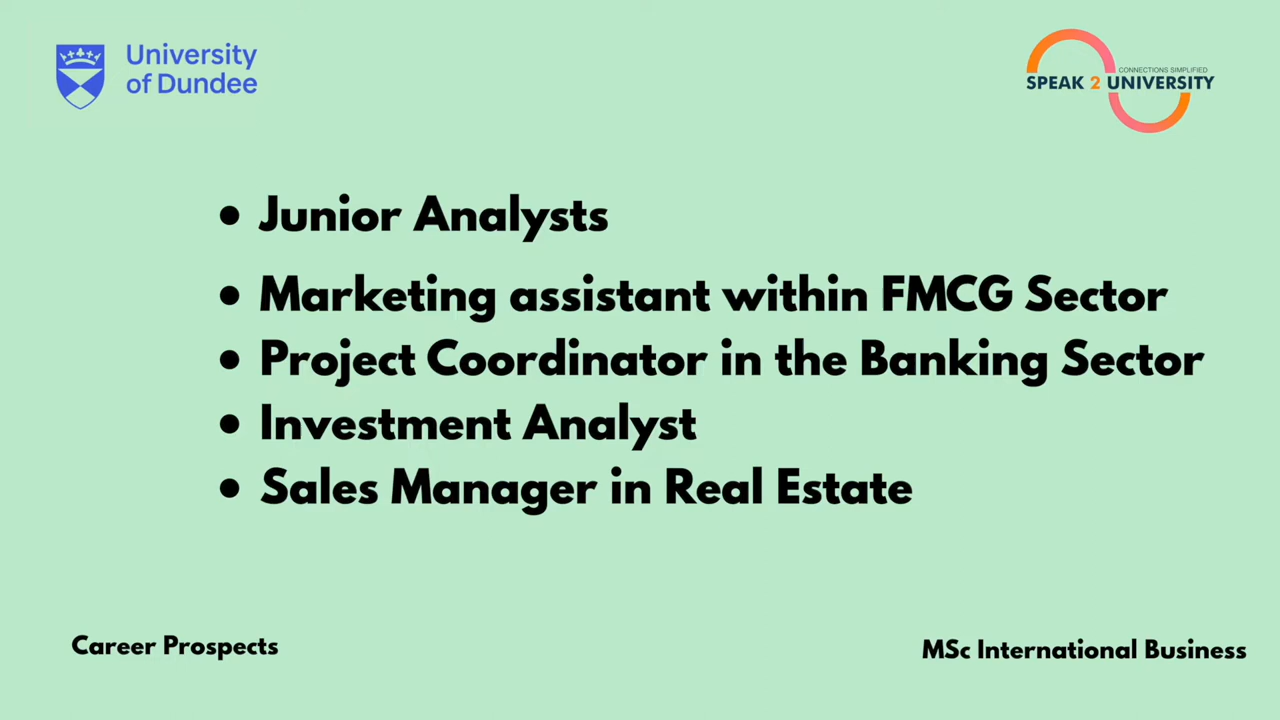 University
of Dundee
CONNECTIONS SIMPLIFIED
SPEAK 2 UNIVERSITY
• Junior Analysts
• Marketing assistant within FMCG Sector
• Project Coordinator in the Banking Sector
• Investment Analyst
• Sales Manager in Real Estate
Career Prospects
MSc International Business